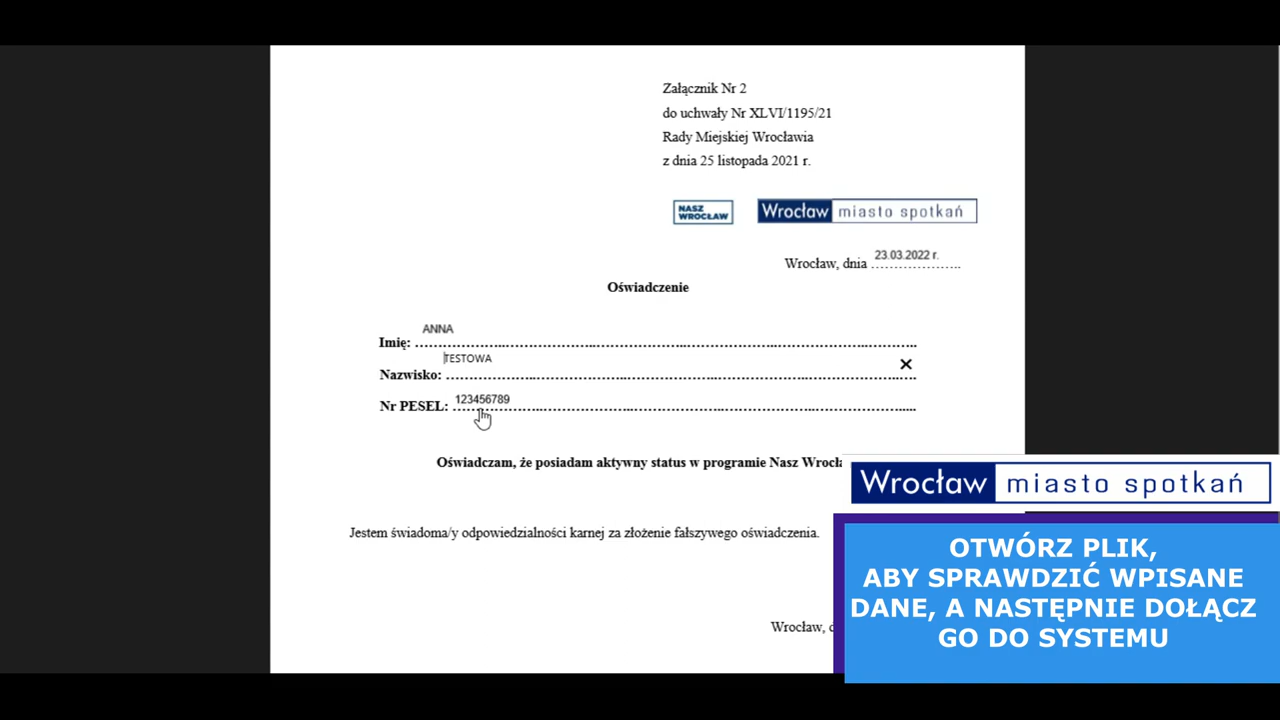 Załącznik Nr 2
do uchwały Nr XLVI/1195/21
Rady Miejskiej Wrocławia
z dnia 25 listopada 2021 r.
NASZ
WROCŁAW
Wrocław miasto spotkań
Wrocław, dnia 23.03.2022 r.
Oświadczenie
Imię: ANNA
Nazwisko: TESTOWA
Nr PESEL: 123456789
Oświadczam, że posiadam aktywny status w programie Nasz
Jestem świadoma/y odpowiedzialności karnej za złożenie fałszywego oświadczenia.
Wrocław,
Wrocław miasto spotkań
OTWÓRZ PLIK,
ABY SPRAWDZIĆ WPISANE
DANE, A NASTĘPNIE DOŁĄCZ
GO DO SYSTEMU